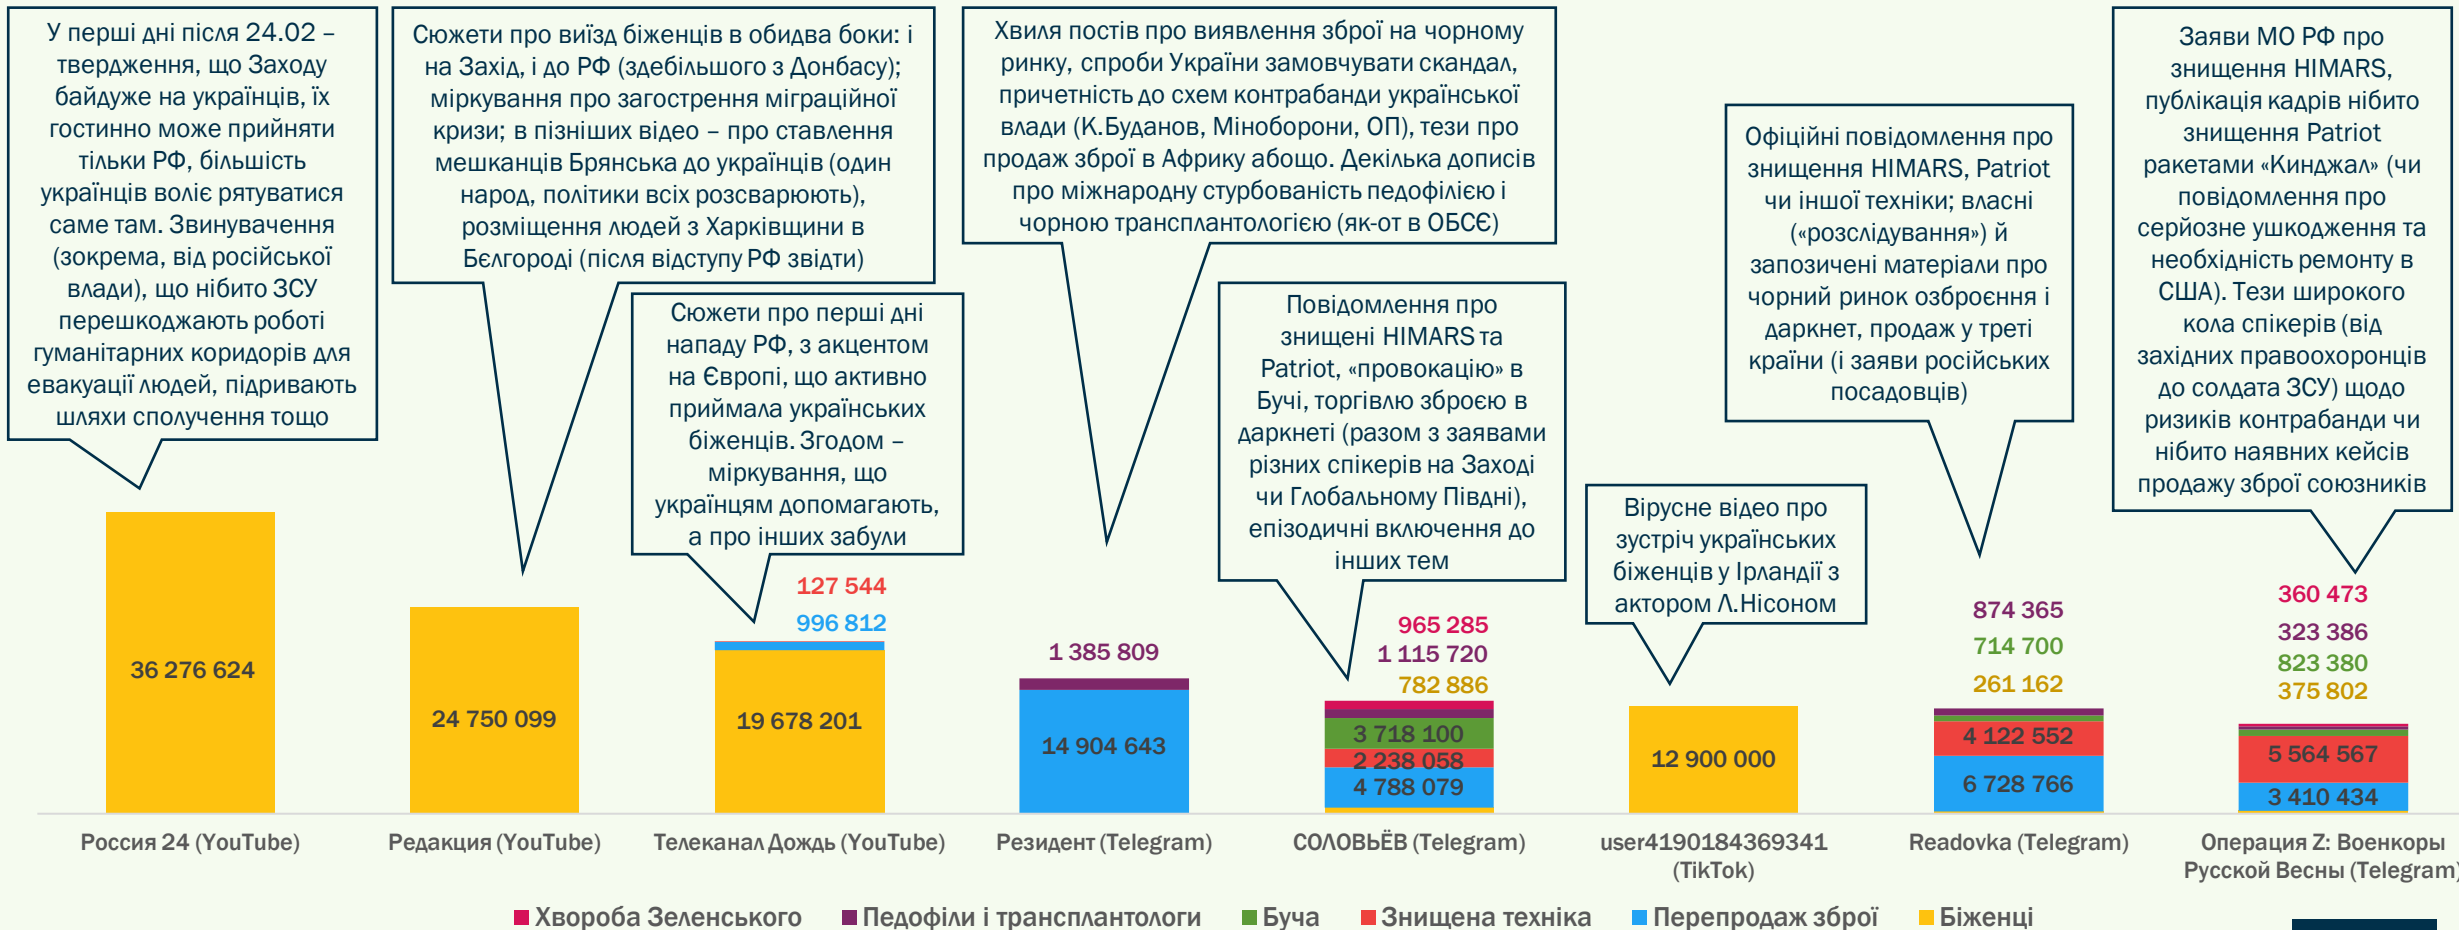 У перші дні після 24.02 –
твердження, що Заходу
байдуже на українців, їх
гостинно може прийняти
тільки РФ, більшість
українців воліє рятуватися
саме там. Звинувачення
(зокрема, від російської
влади), що нібито ЗСУ
перешкоджають роботі
гуманітарних коридорів для
евакуації людей, підривають
шляхи сполучення тощо
Сюжети про виїзд біженців в обидва боки: і
на Захід, і до РФ (здебільшого з Донбасу);
міркування про загострення міграційної
кризи; в пізніших відео – про ставлення
мешканців Брянська до українців (один
народ, політики всіх розсварюють),
розміщення людей з Харківщини в
Бєлгороді (після відступу РФ звідти)
Сюжети про перші дні
нападу РФ, з акцентом
на Європі, що активно
приймала українських
біженців. Згодом –
міркування, що
українцям допомагають,
а про інших забули
Хвиля постів про виявлення зброї на чорному
ринку, спроби України замовчувати скандал,
причетність до схем контрабанди української
влади (К.Буданов, Міноборони, ОП), тези про
продаж зброї в Африку абощо. Декілька дописів
про міжнародну стурбованість педофілією і
чорною трансплантологією (як-от в ОБСЄ)
Повідомлення про
знищені HIMARS та
Patriot, «провокацію» в
Бучі, торгівлю зброєю в
даркнеті (разом з заявами
різних спікерів на Заході
чи Глобальному Півдні),
епізодичні включення до
інших тем
Вірусне відео про
зустріч українських
біженців у Ірландії з
актором Л.Нісоном
Офіційні повідомлення про
знищення HIMARS, Patriot
чи іншої техніки; власні
(«розслідування») й
запозичені матеріали про
чорний ринок озброєння і
даркнет, продаж у треті
країни (і заяви російських
посадовців)
Заяви МО РФ про
знищення HIMARS,
публікація кадрів нібито
знищення Patriot
ракетами «Кинджал» (чи
повідомлення про
серйозне ушкодження та
необхідність ремонту в
США). Тези широкого
кола спікерів (від
західних правоохоронців
до солдата ЗСУ) щодо
ризиків контрабанди чи
нібито наявних кейсів
продажу зброї союзників
36 276 624
24 750 099
127 544
996 812
19 678 201
1 385 809
14 904 643
965 285
1 115 720
782 886
3 718 100
2 238 058
4 788 079
12 900 000
874 365
714 700
261 162
4 122 552
6 728 766
360 473
323 386
823 380
375 802
5 564 567
3 410 434
Россия 24 (YouTube)
Редакция (YouTube)
Телеканал Дождь (YouTube)
Резидент (Telegram)
СОЛОВЬЁВ (Telegram)
user4190184369341
(TikTok)
Readovka (Telegram)
Операция Z: Военкоры
Русской Весны (Telegram)
Хвороба Зеленського
Педофіли і трансплантологи
Буча
Знищена техніка
Перепродаж зброї
Біженці